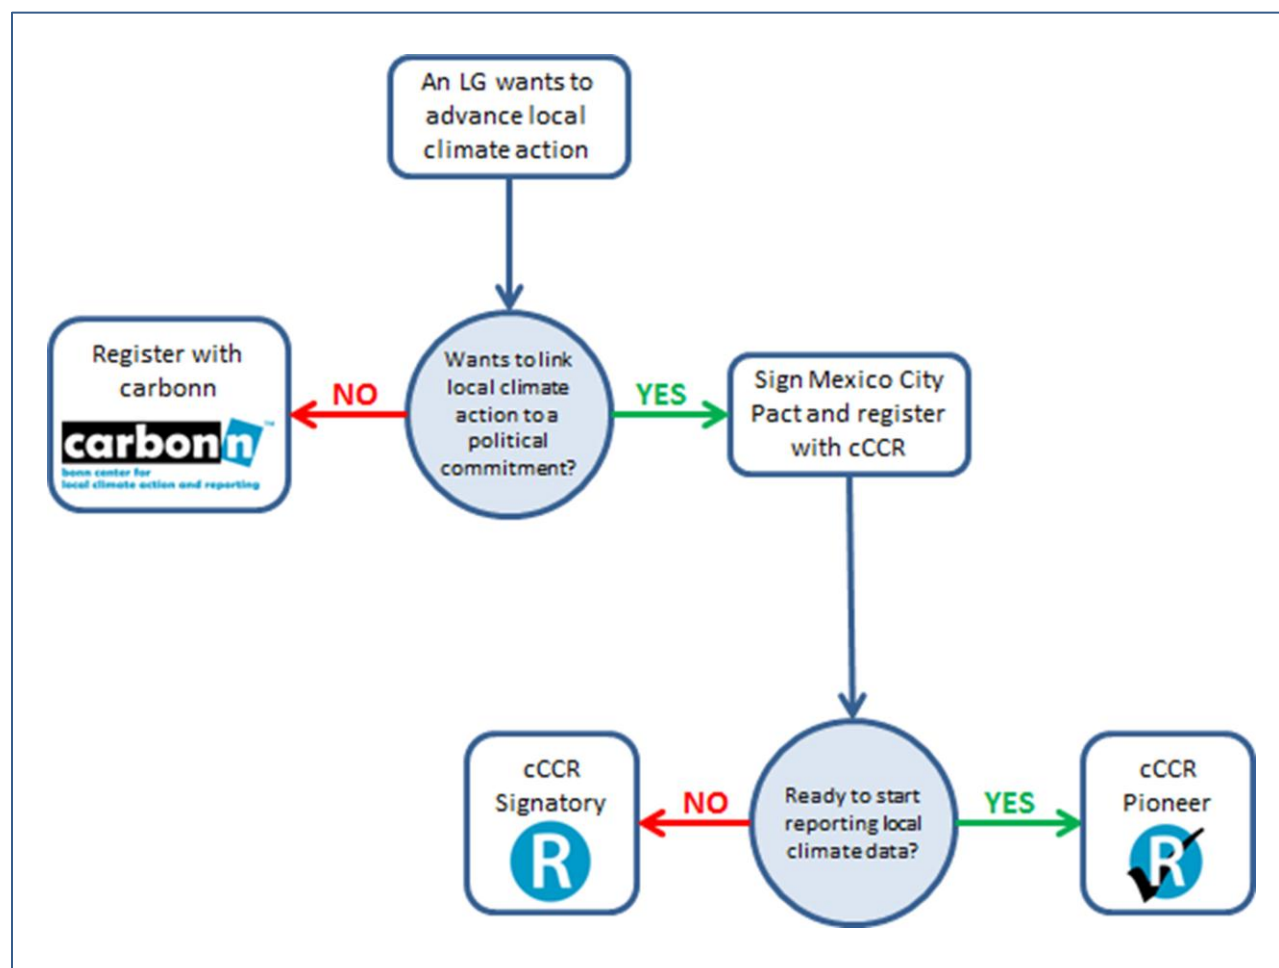 An LG wants to
advance local
climate action
Register with
carbonn
carbonn™
bonn center for
local climate action and reporting
NO
Wants to link
local climate
action to a
political
commitment?
YES
Sign Mexico City
Pact and register
with cCCR
cCCR
Signatory
R
NO
Ready to start
reporting local
climate data?
YES
cCCR
Pioneer
R